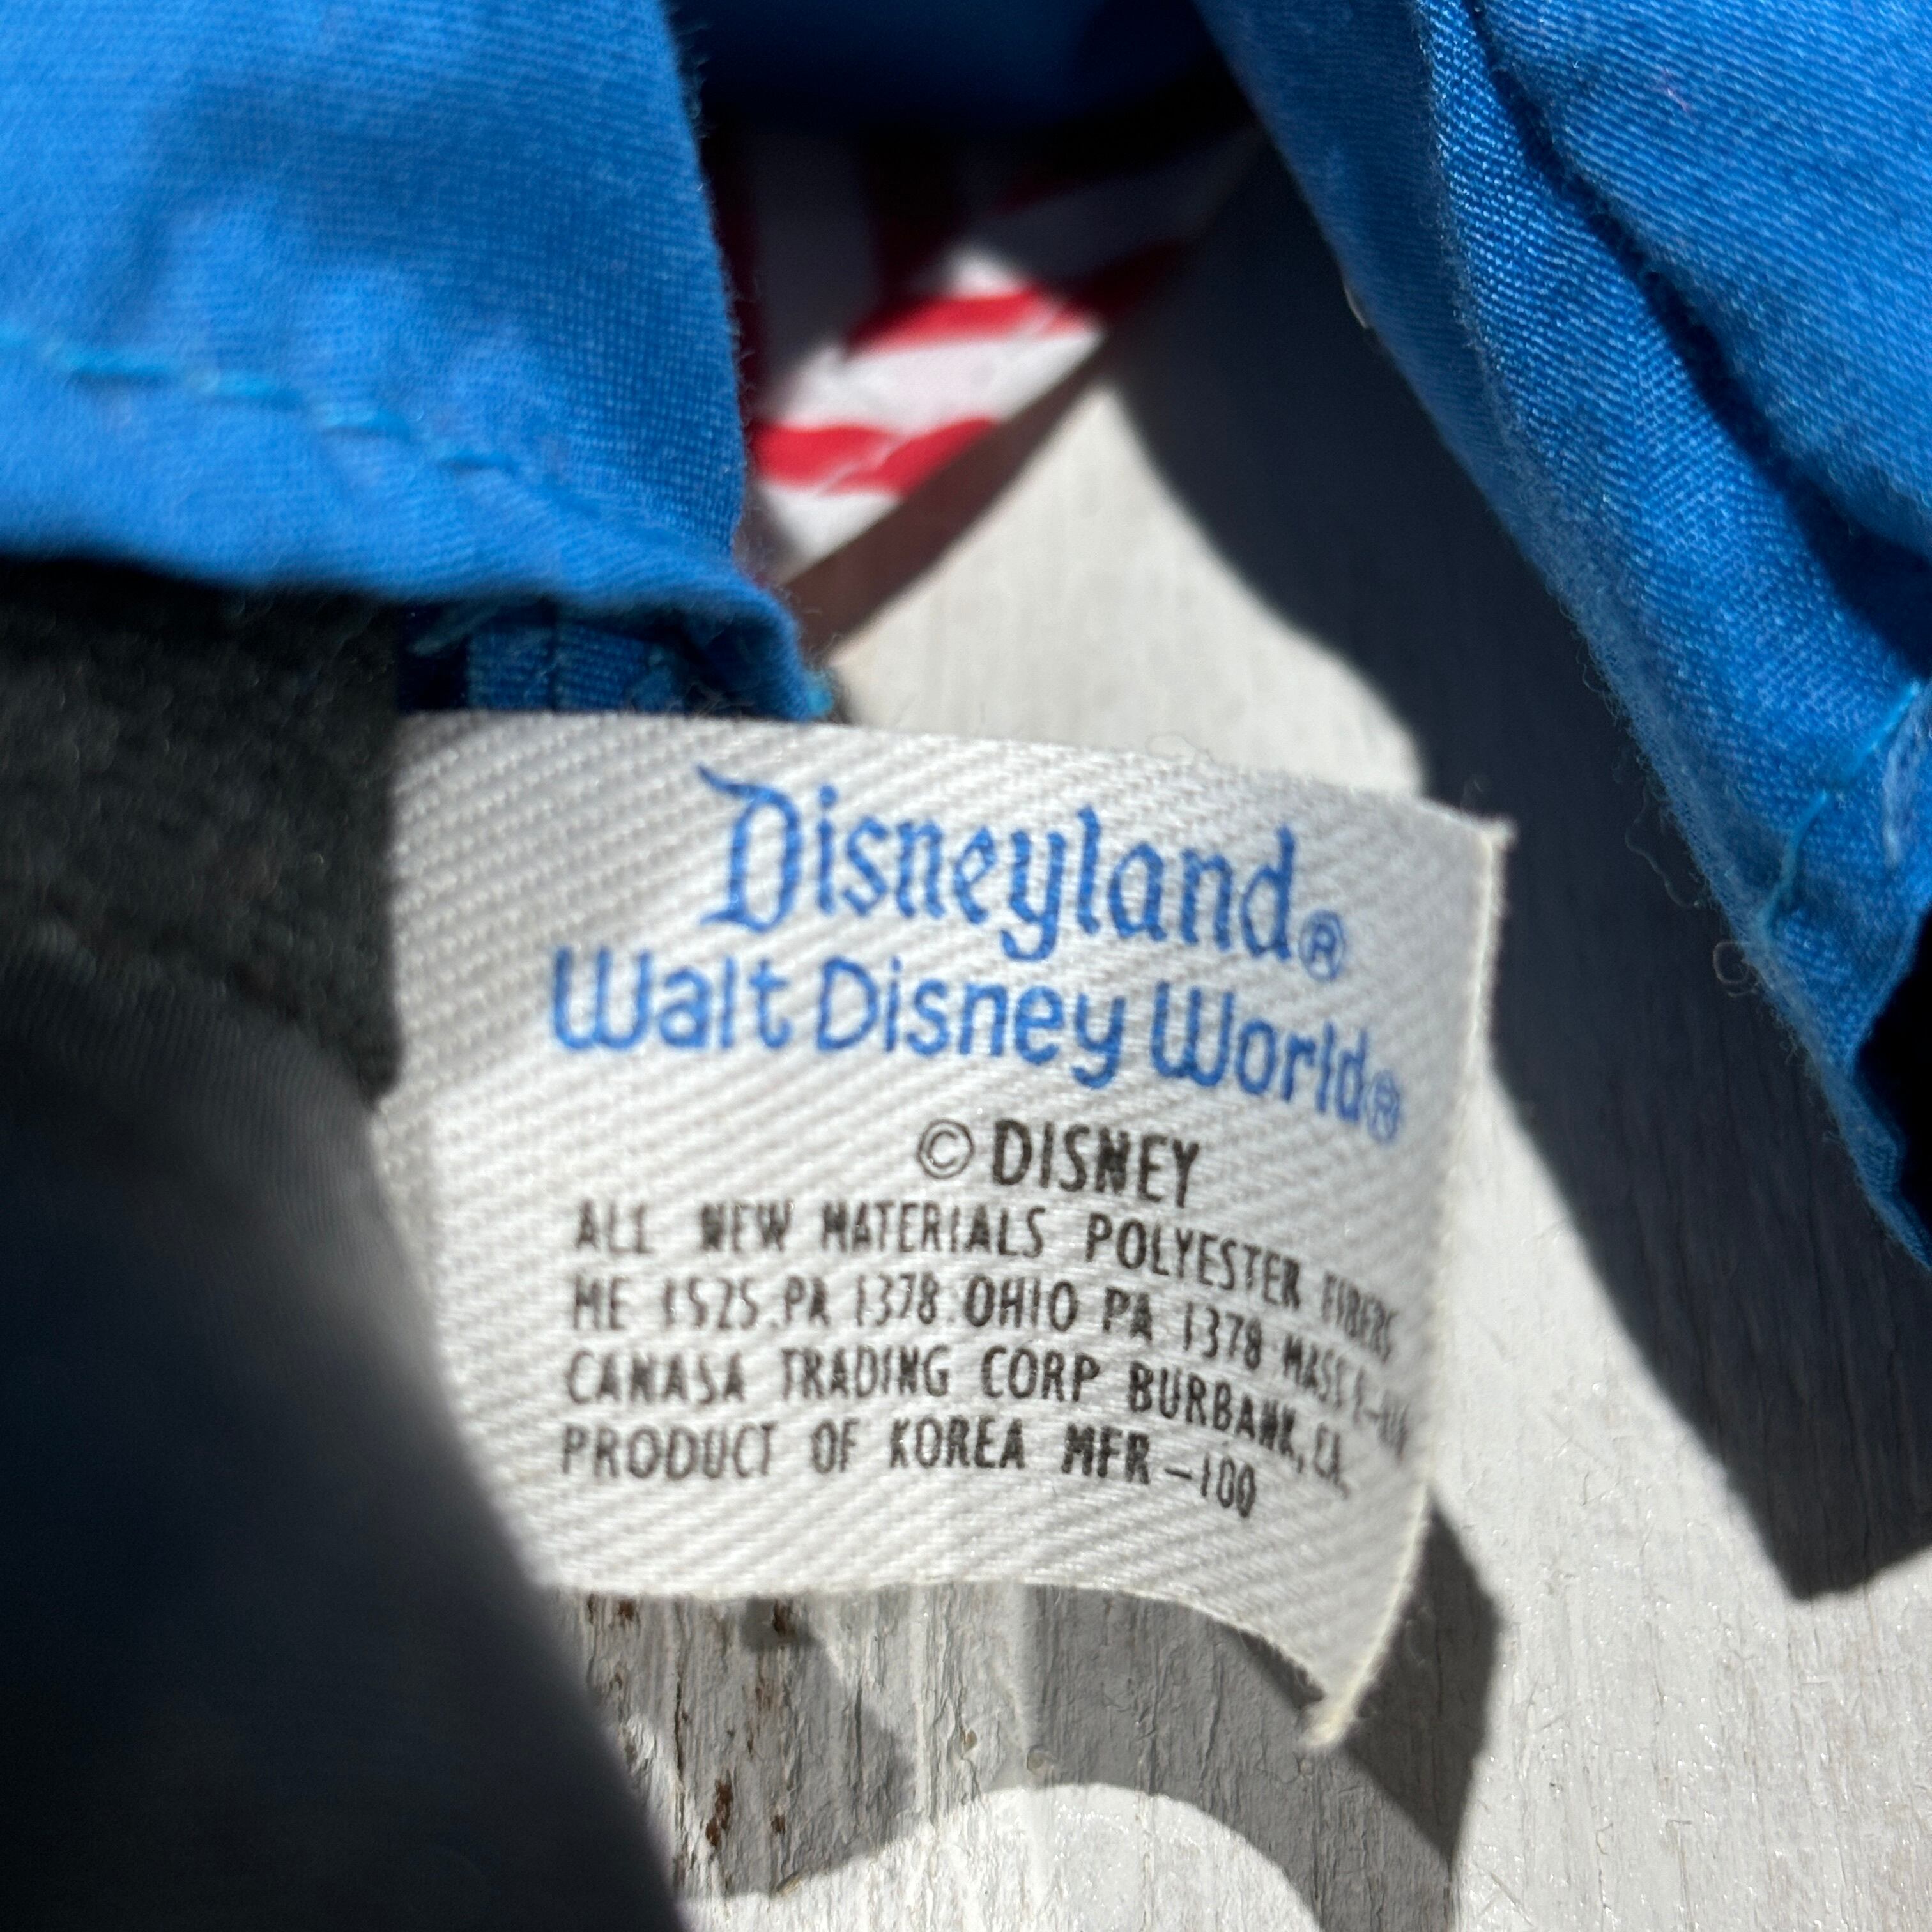 Disneyland®
Walt Disney World®
© DISNEY
ALL NEW MATERIALS POLYESTER FIBERS
ME 1525.PA 1378.OHIO PA 1378 MASS
CANASA TRADING CORP BURBANK, CA.
PRODUCT OF KOREA MFR-100